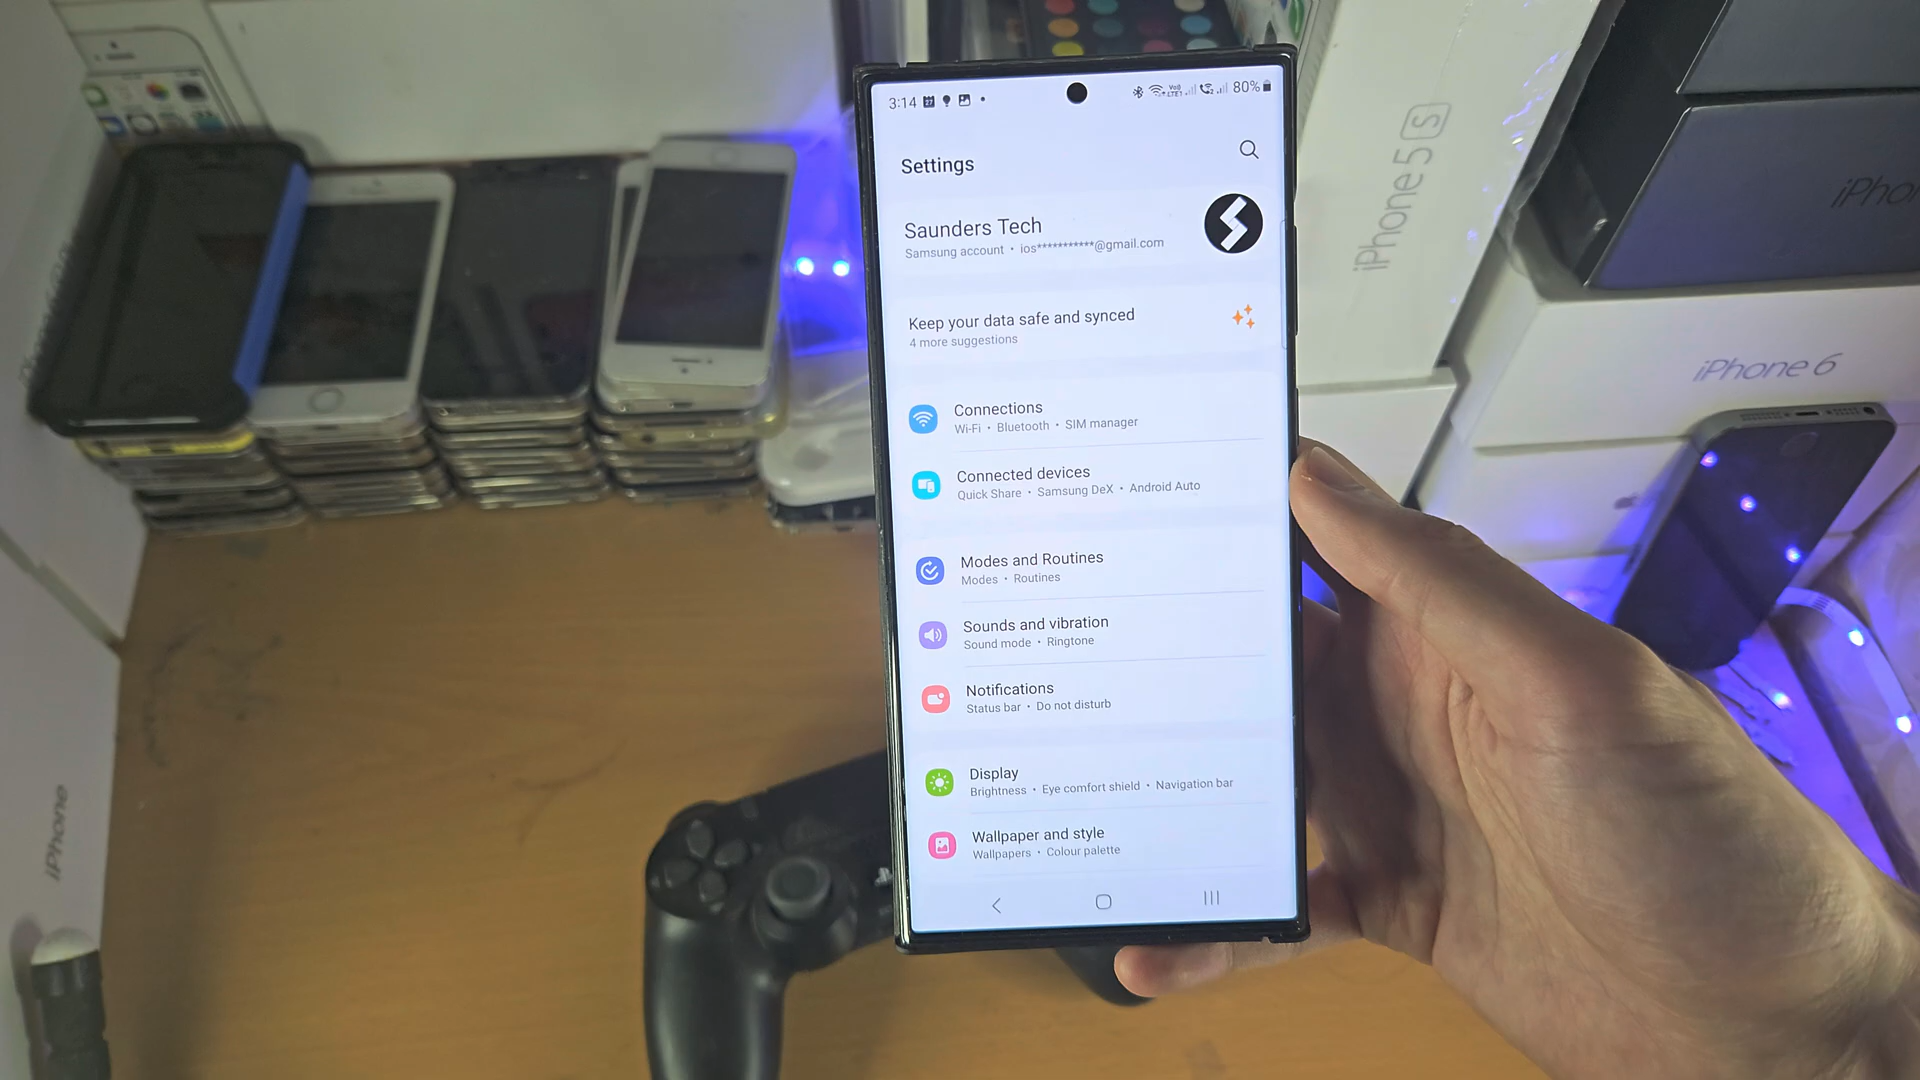 3:14
80%
Settings
Saunders Tech
Samsung account • ios***********@gmail.com
Keep your data safe and synced
4 more suggestions
Connections
Wi-Fi • Bluetooth • SIM manager
Connected devices
Quick Share • Samsung DeX • Android Auto
Modes and Routines
Modes • Routines
Sounds and vibration
Sound mode • Ringtone
Notifications
Status bar • Do not disturb
Display
Brightness • Eye comfort shield • Navigation bar
Wallpaper and style
Wallpapers • Colour palette
iPhone 5 S
iPhon
iPhone 6
iPhone